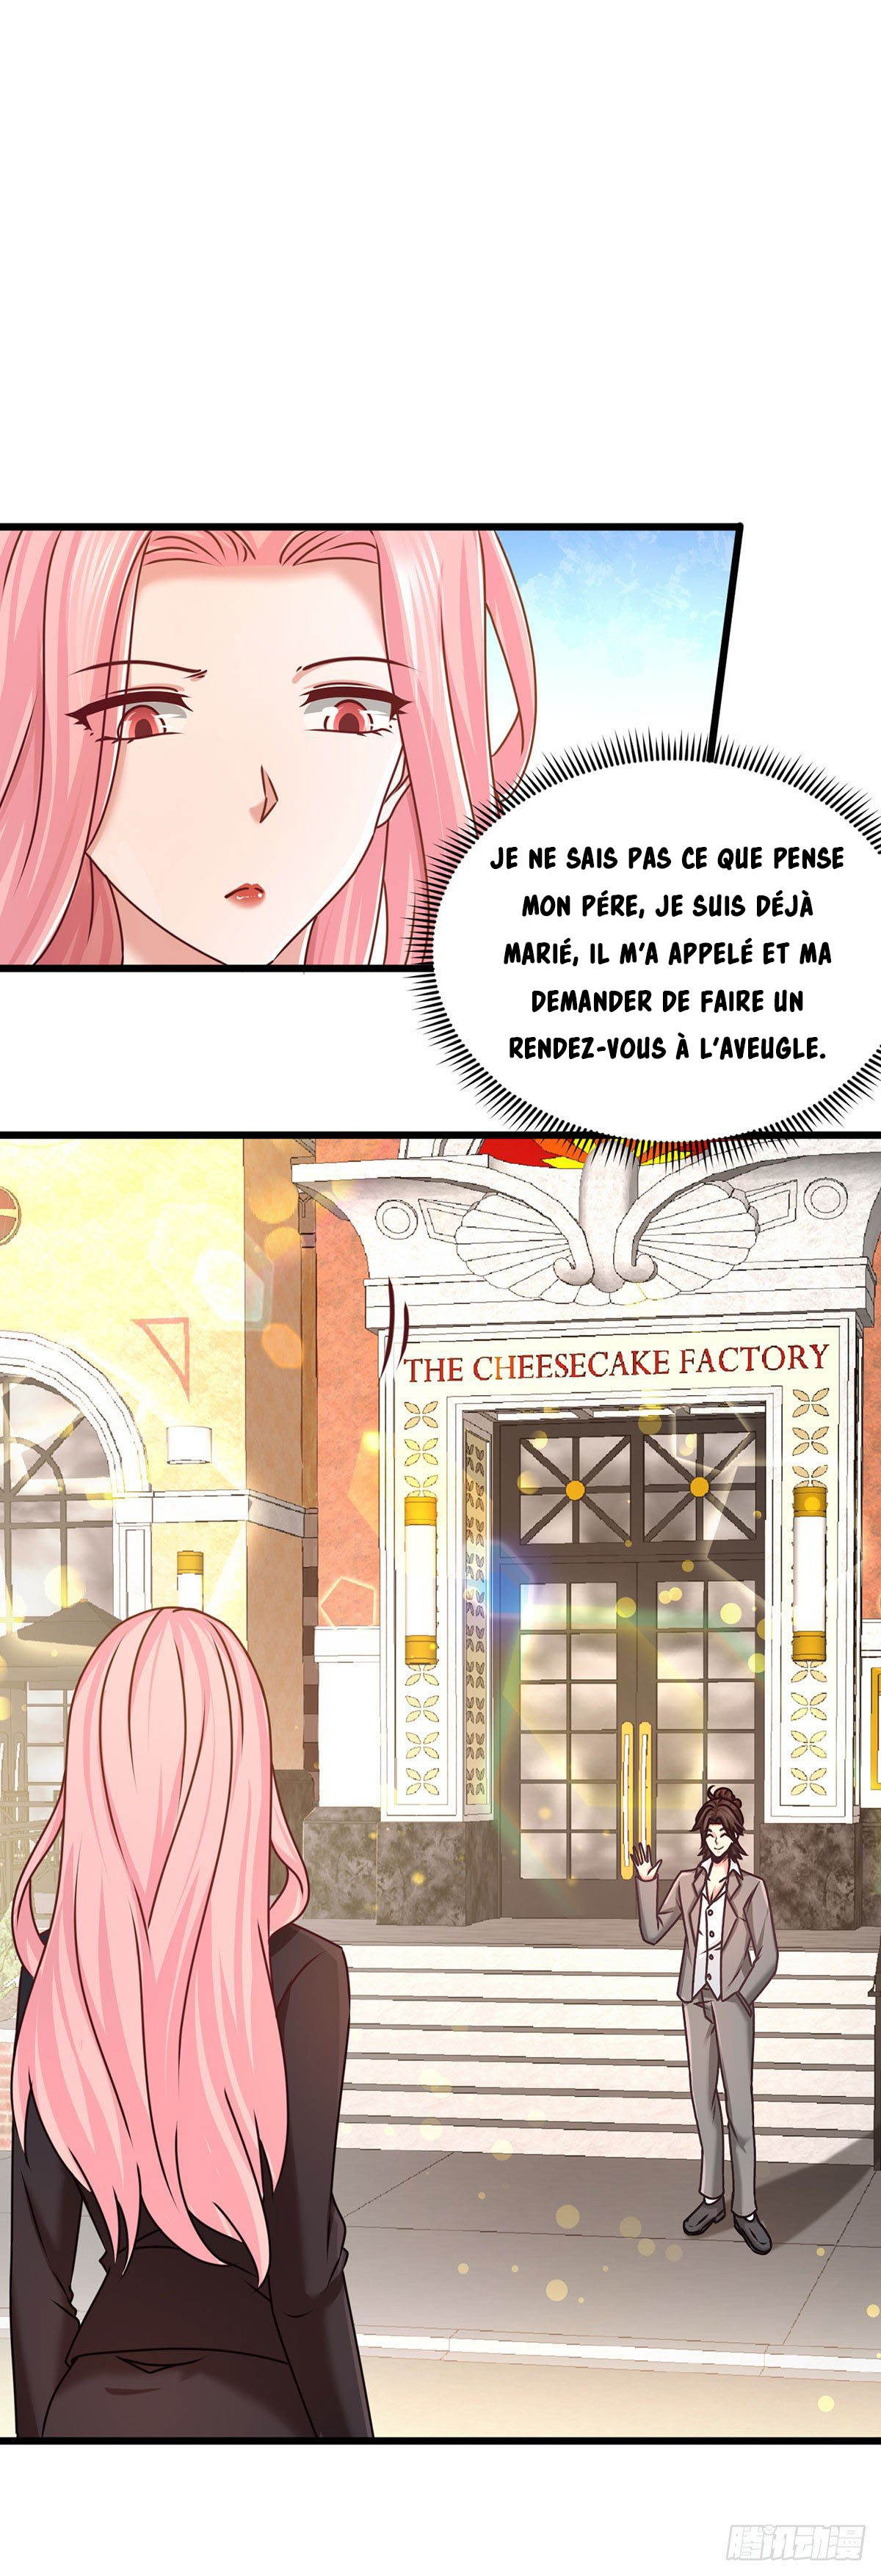 JE NE SAIS PAS CE QUE PENSE
MON PÉRE, JE SUIS DÉJÀ
MARIÉ, IL M'A APPELÉ ET MA
DEMANDER DE FAIRE UN
RENDEZ-VOUS À L'AVEUGLE.
THE CHEESECAKE FACTORY
腾讯动漫